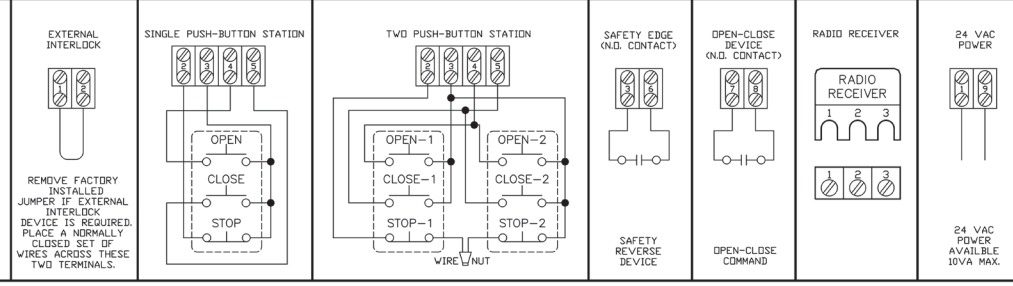 EXTERNAL
INTERLOCK
1 2
REMOVE FACTORY
INSTALLED
JUMPER IF EXTERNAL
INTERLOCK
DEVICE IS REQUIRED.
PLACE A NORMALLY
CLOSED SET OF
WIRES ACROSS THESE
TWO TERMINALS.
SINGLE PUSH-BUTTON STATION
2 3 4 5
OPEN
CLOSE
STOP
TWO PUSH-BUTTON STATION
2 3 4 5
OPEN-1 OPEN-2
CLOSE-1 CLOSE-2
STOP-1 STOP-2
WIRE NUT
SAFETY EDGE
(N.O. CONTACT)
3 6
SAFETY
REVERSE
DEVICE
OPEN-CLOSE
DEVICE
(N.O. CONTACT)
7 8
OPEN-CLOSE
COMMAND
RADIO RECEIVER
RADIO
RECEIVER
1 2 3
1 2 3
24 VAC
POWER
1 9
24 VAC
POWER
AVAILBLE
10VA MAX.